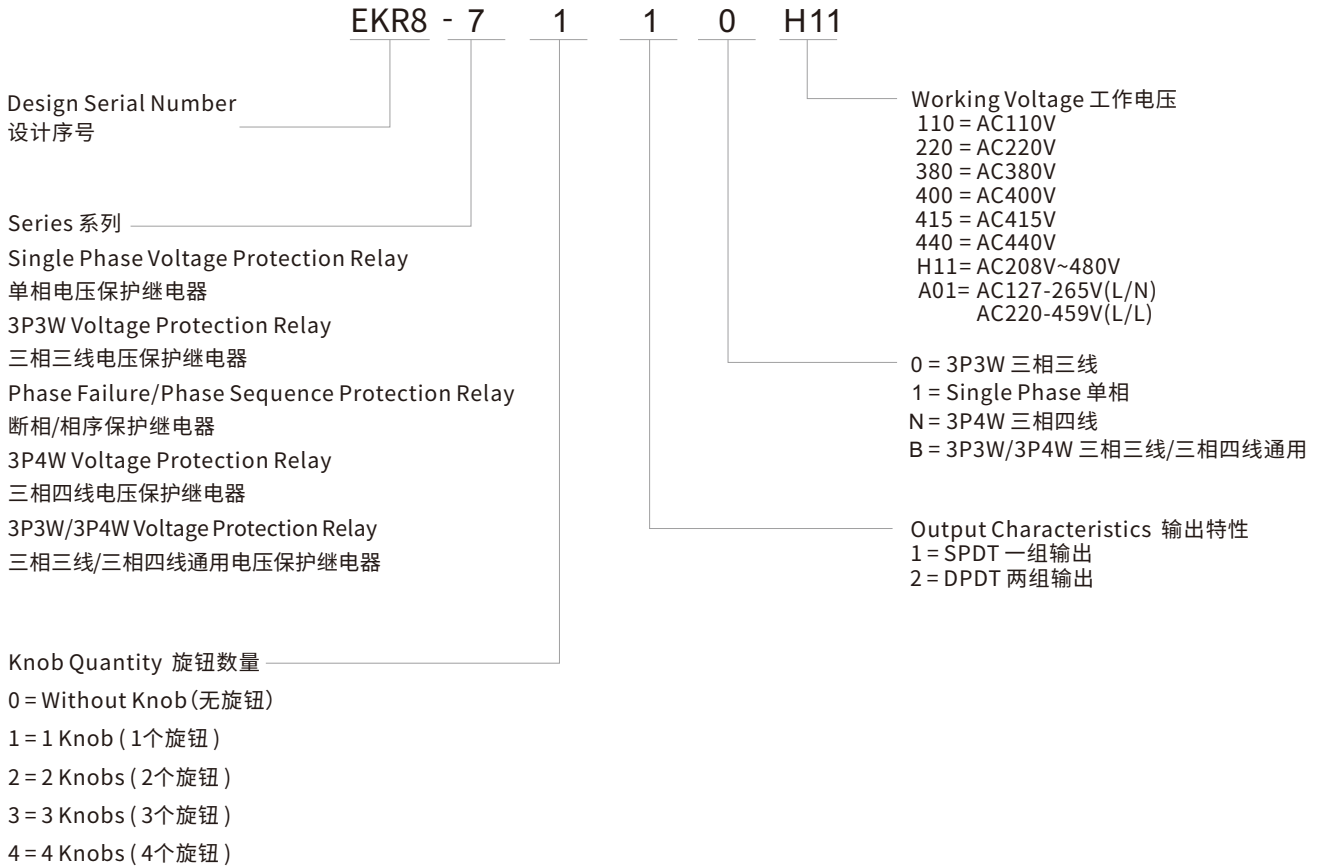 EKR8 - 7 1 1 0 H11
Design Serial Number
设计序号
Series 系列
Single Phase Voltage Protection Relay
单相电压保护继电器
3P3W Voltage Protection Relay
三相三线电压保护继电器
Phase Failure/Phase Sequence Protection Relay
断相/相序保护继电器
3P4W Voltage Protection Relay
三相四线电压保护继电器
3P3W/3P4W Voltage Protection Relay
三相三线/三相四线通用电压保护继电器
Knob Quantity 旋钮数量
0 = Without Knob(无旋钮)
1 = 1 Knob ( 1个旋钮 )
2 = 2 Knobs ( 2个旋钮 )
3 = 3 Knobs ( 3个旋钮 )
4 = 4 Knobs ( 4个旋钮 )
Working Voltage 工作电压
110 = AC110V
220 = AC220V
380 = AC380V
400 = AC400V
415 = AC415V
440 = AC440V
H11= AC208V~480V
A01= AC127-265V(L/N)
AC220-459V(L/L)
0 = 3P3W 三相三线
1 = Single Phase 单相
N = 3P4W 三相四线
B = 3P3W/3P4W 三相三线/三相四线通用
Output Characteristics 输出特性
1 = SPDT 一组输出
2 = DPDT 两组输出